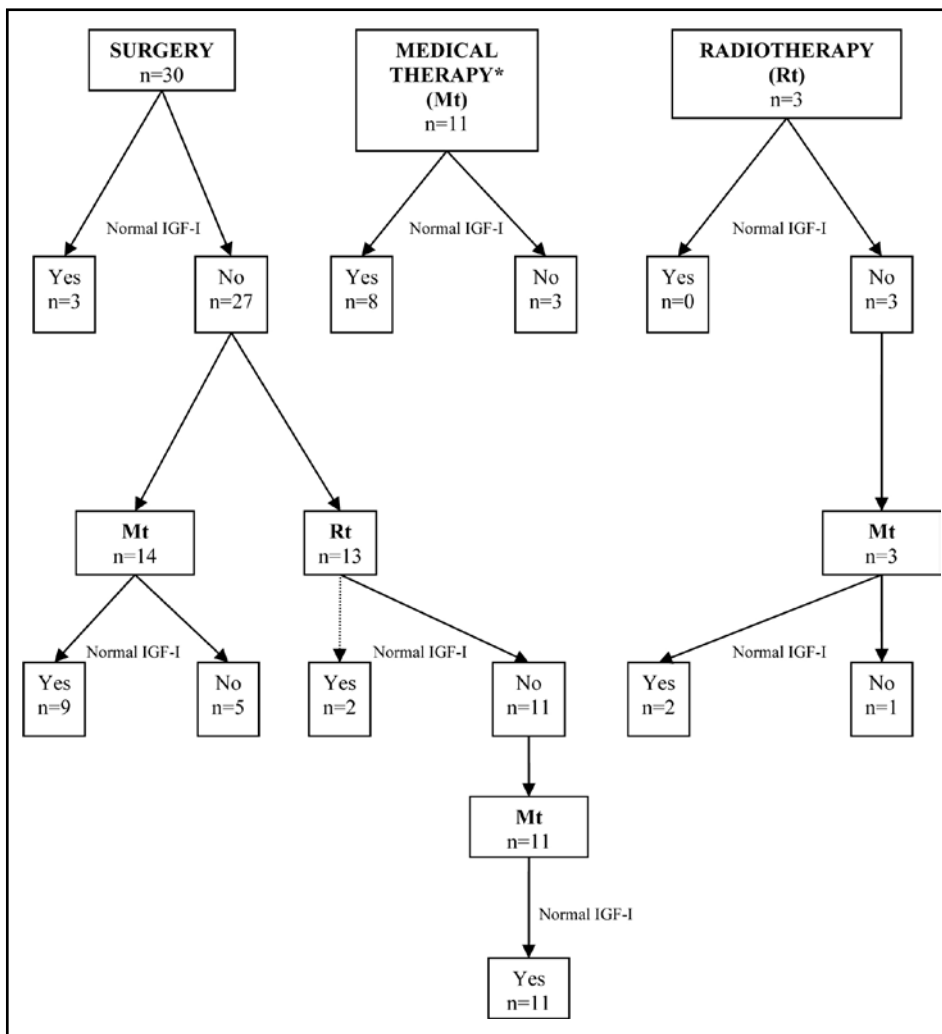 SURGERY
n=30
MEDICAL
THERAPY*
(Mt)
n=11
RADIOTHERAPY
(Rt)
n=3
Normal IGF-I
Normal IGF-I
Normal IGF-I
Yes
n=3
No
n=27
Yes
n=8
No
n=3
Yes
n=0
No
n=3
Mt
n=14
Rt
n=13
Mt
n=3
Normal IGF-I
Normal IGF-I
Normal IGF-I
Yes
n=9
No
n=5
Yes
n=2
No
n=11
Yes
n=2
No
n=1
Mt
n=11
Normal IGF-I
Yes
n=11